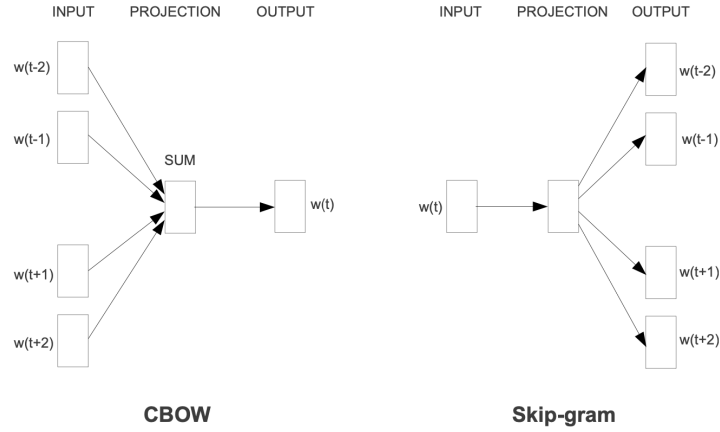 INPUT PROJECTION OUTPUT
w(t-2)
w(t-1)
SUM
w(t)
w(t+1)
w(t+2)
CBOW
INPUT PROJECTION OUTPUT
w(t)
w(t-2)
w(t-1)
w(t+1)
w(t+2)
Skip-gram